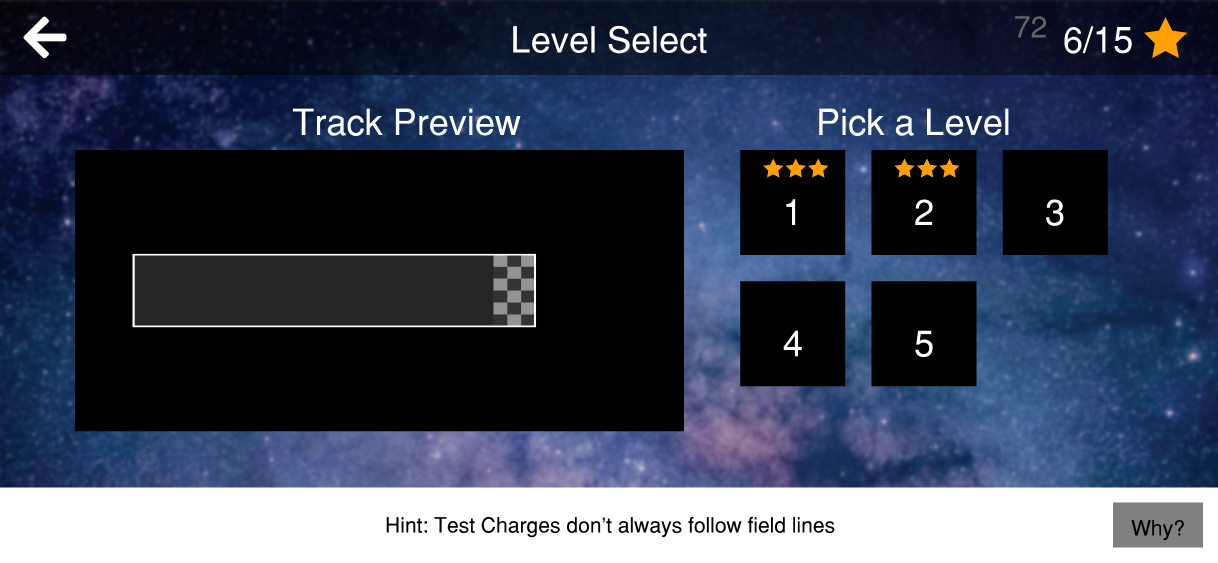 Level Select
72
6/15
Track Preview
Pick a Level
1
2
3
4
5
Hint: Test Charges don't always follow field lines
Why?